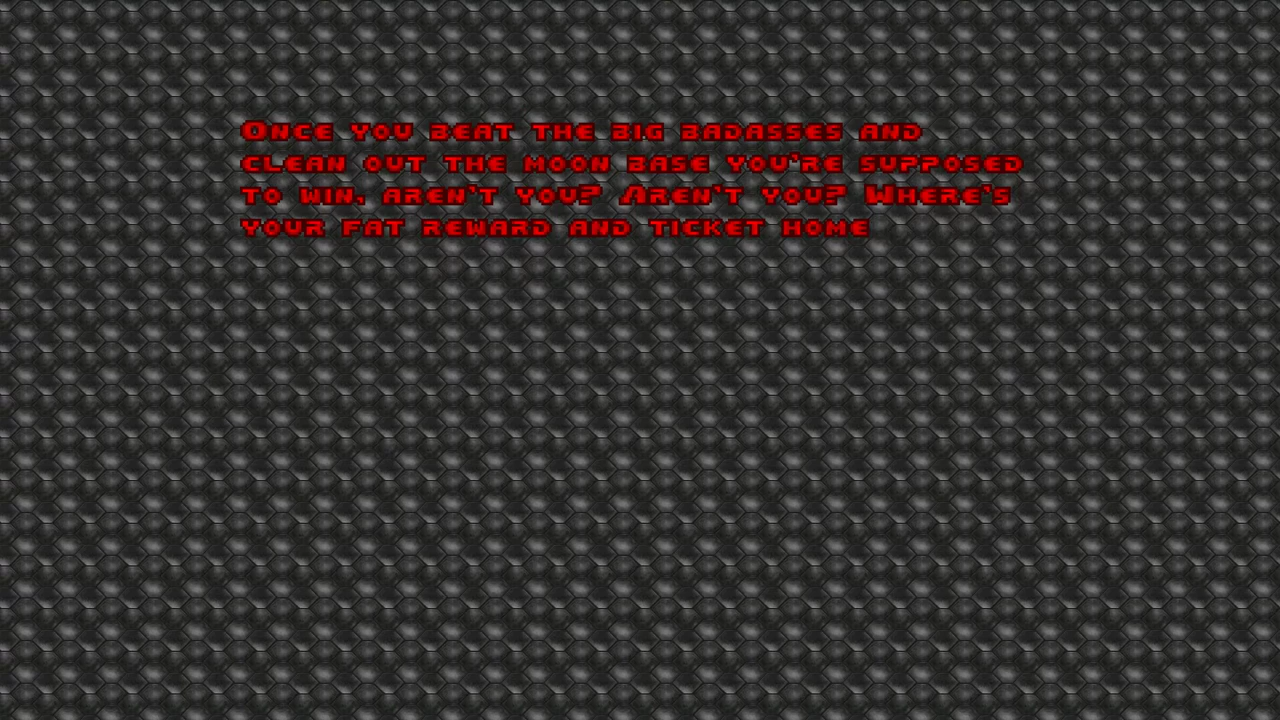 Once you beat the big badasses and
clean out the moon base you're supposed
to win, aren't you? Aren't you? Where's
your fat reward and ticket home